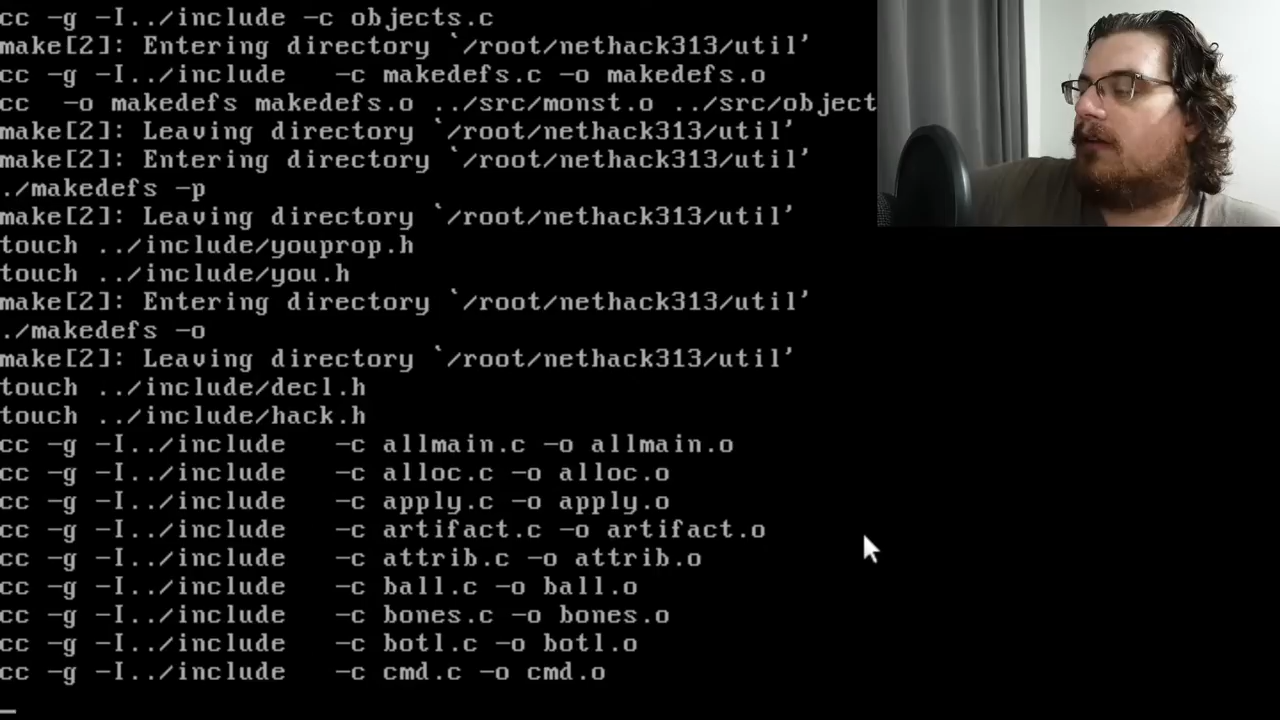 cc -g -I../include -c objects.c
make[2]: Entering directory `/root/nethack313/util'
cc -g -I../include   -c makedefs.c -o makedefs.o
cc  -o makedefs makedefs.o ../src/monst.o ../src/object
make[2]: Leaving directory `/root/nethack313/util'
make[2]: Entering directory `/root/nethack313/util'
./makedefs -p
make[2]: Leaving directory `/root/nethack313/util'
touch ../include/youprop.h
touch ../include/you.h
make[2]: Entering directory `/root/nethack313/util'
./makedefs -o
make[2]: Leaving directory `/root/nethack313/util'
touch ../include/decl.h
touch ../include/hack.h
cc -g -I../include   -c allmain.c -o allmain.o
cc -g -I../include   -c alloc.c -o alloc.o
cc -g -I../include   -c apply.c -o apply.o
cc -g -I../include   -c artifact.c -o artifact.o
cc -g -I../include   -c attrib.c -o attrib.o
cc -g -I../include   -c ball.c -o ball.o
cc -g -I../include   -c bones.c -o bones.o
cc -g -I../include   -c botl.c -o botl.o
cc -g -I../include   -c cmd.c -o cmd.o